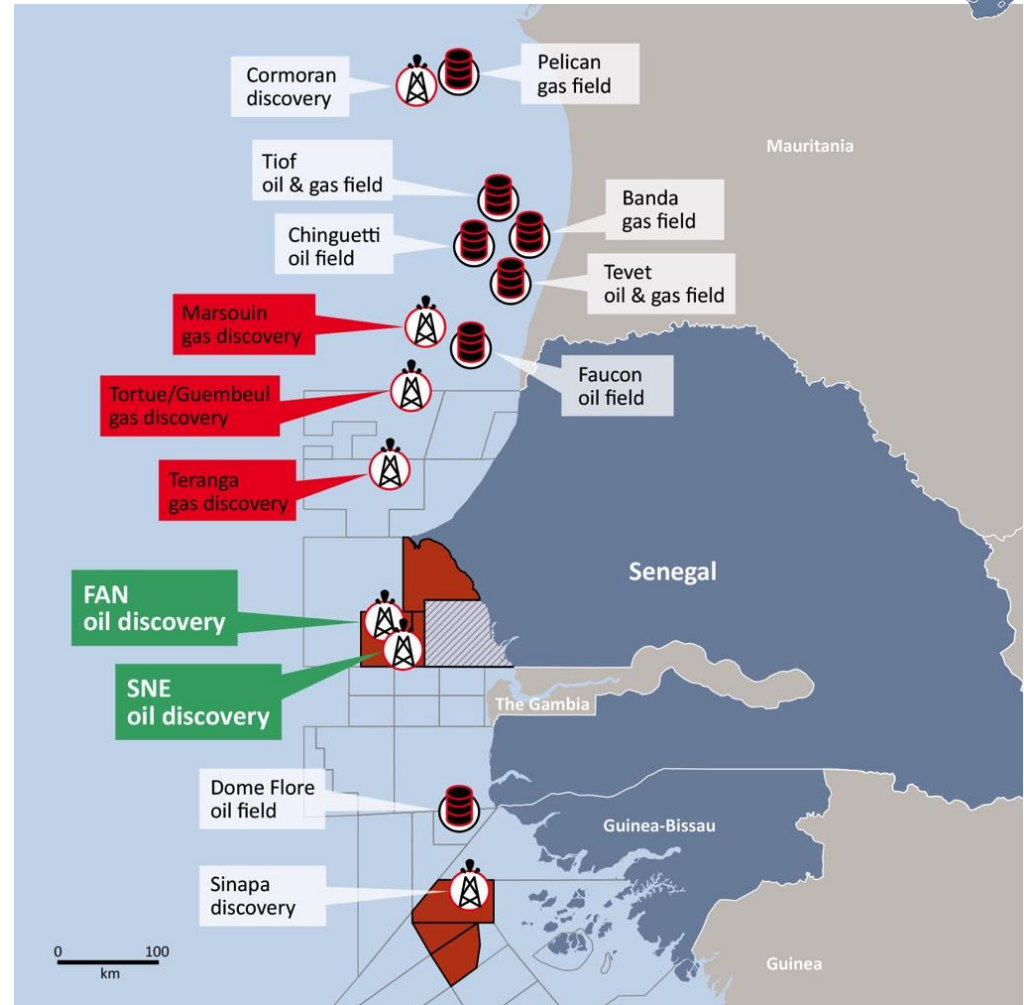 Cormoran
discovery
Pelican
gas field
Mauritania
Tiof
oil & gas field
Banda
gas field
Chinguetti
oil field
Tevet
oil & gas field
Marsouin
gas discovery
Faucon
oil field
Tortue/Guembeul
gas discovery
Teranga
gas discovery
Senegal
FAN
oil discovery
SNE
oil discovery
The Gambia
Dome Flore
oil field
Guinea-Bissau
Sinapa
discovery
0 100
km
Guinea